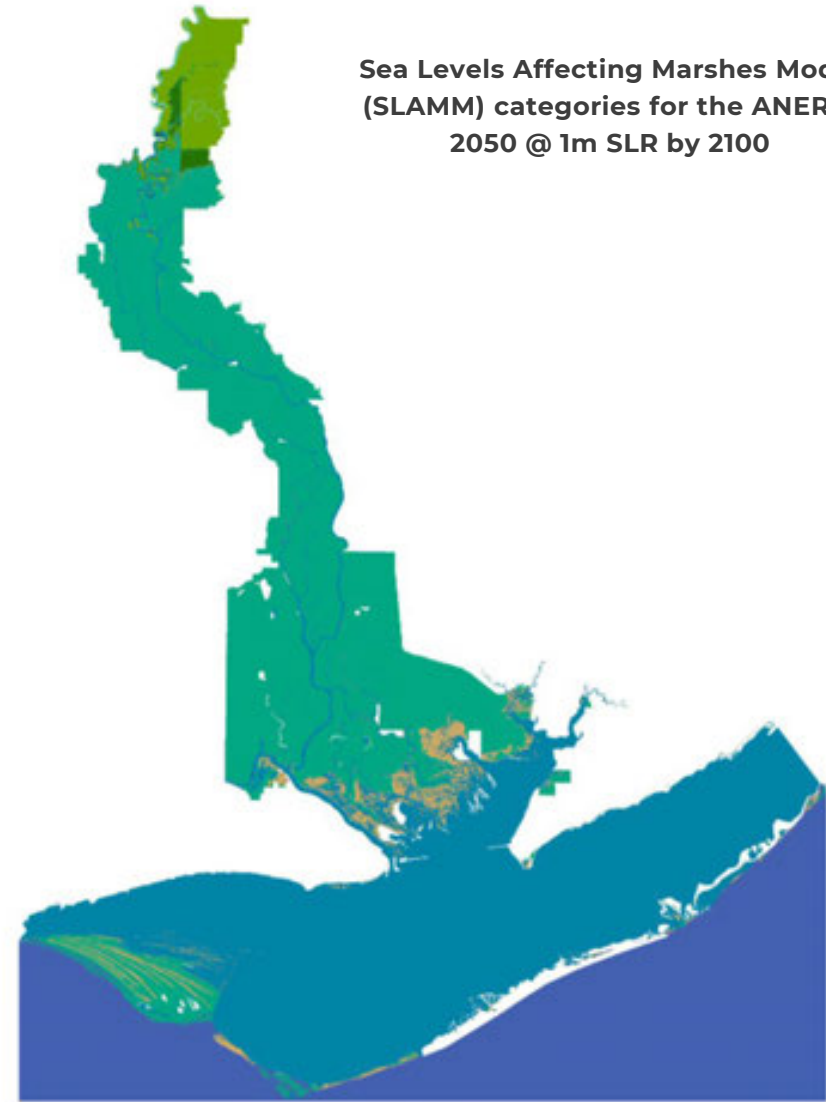 Sea Levels Affecting Marshes Mod
(SLAMM) categories for the ANER
2050 @ 1m SLR by 2100